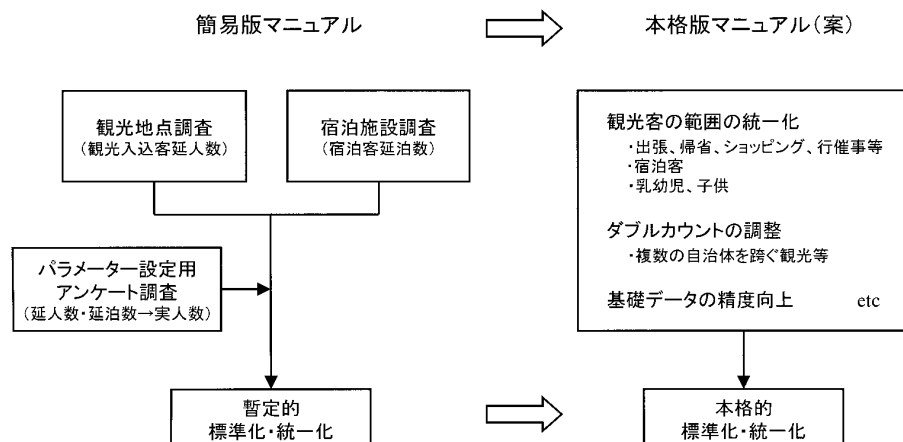 簡易版マニュアル
本格版マニュアル(案)
観光地点調査
(観光入込客延人数)
宿泊施設調査
(宿泊客延泊数)
パラメーター設定用
アンケート調査
(延人数・延泊数→実人数)
暫定的
標準化・統一化
観光客の範囲の統一化
・出張、帰省、ショッピング、行催事等
・宿泊客
・乳幼児、子供
ダブルカウントの調整
・複数の自治体を跨ぐ観光等
基礎データの精度向上 etc
本格的
標準化・統一化